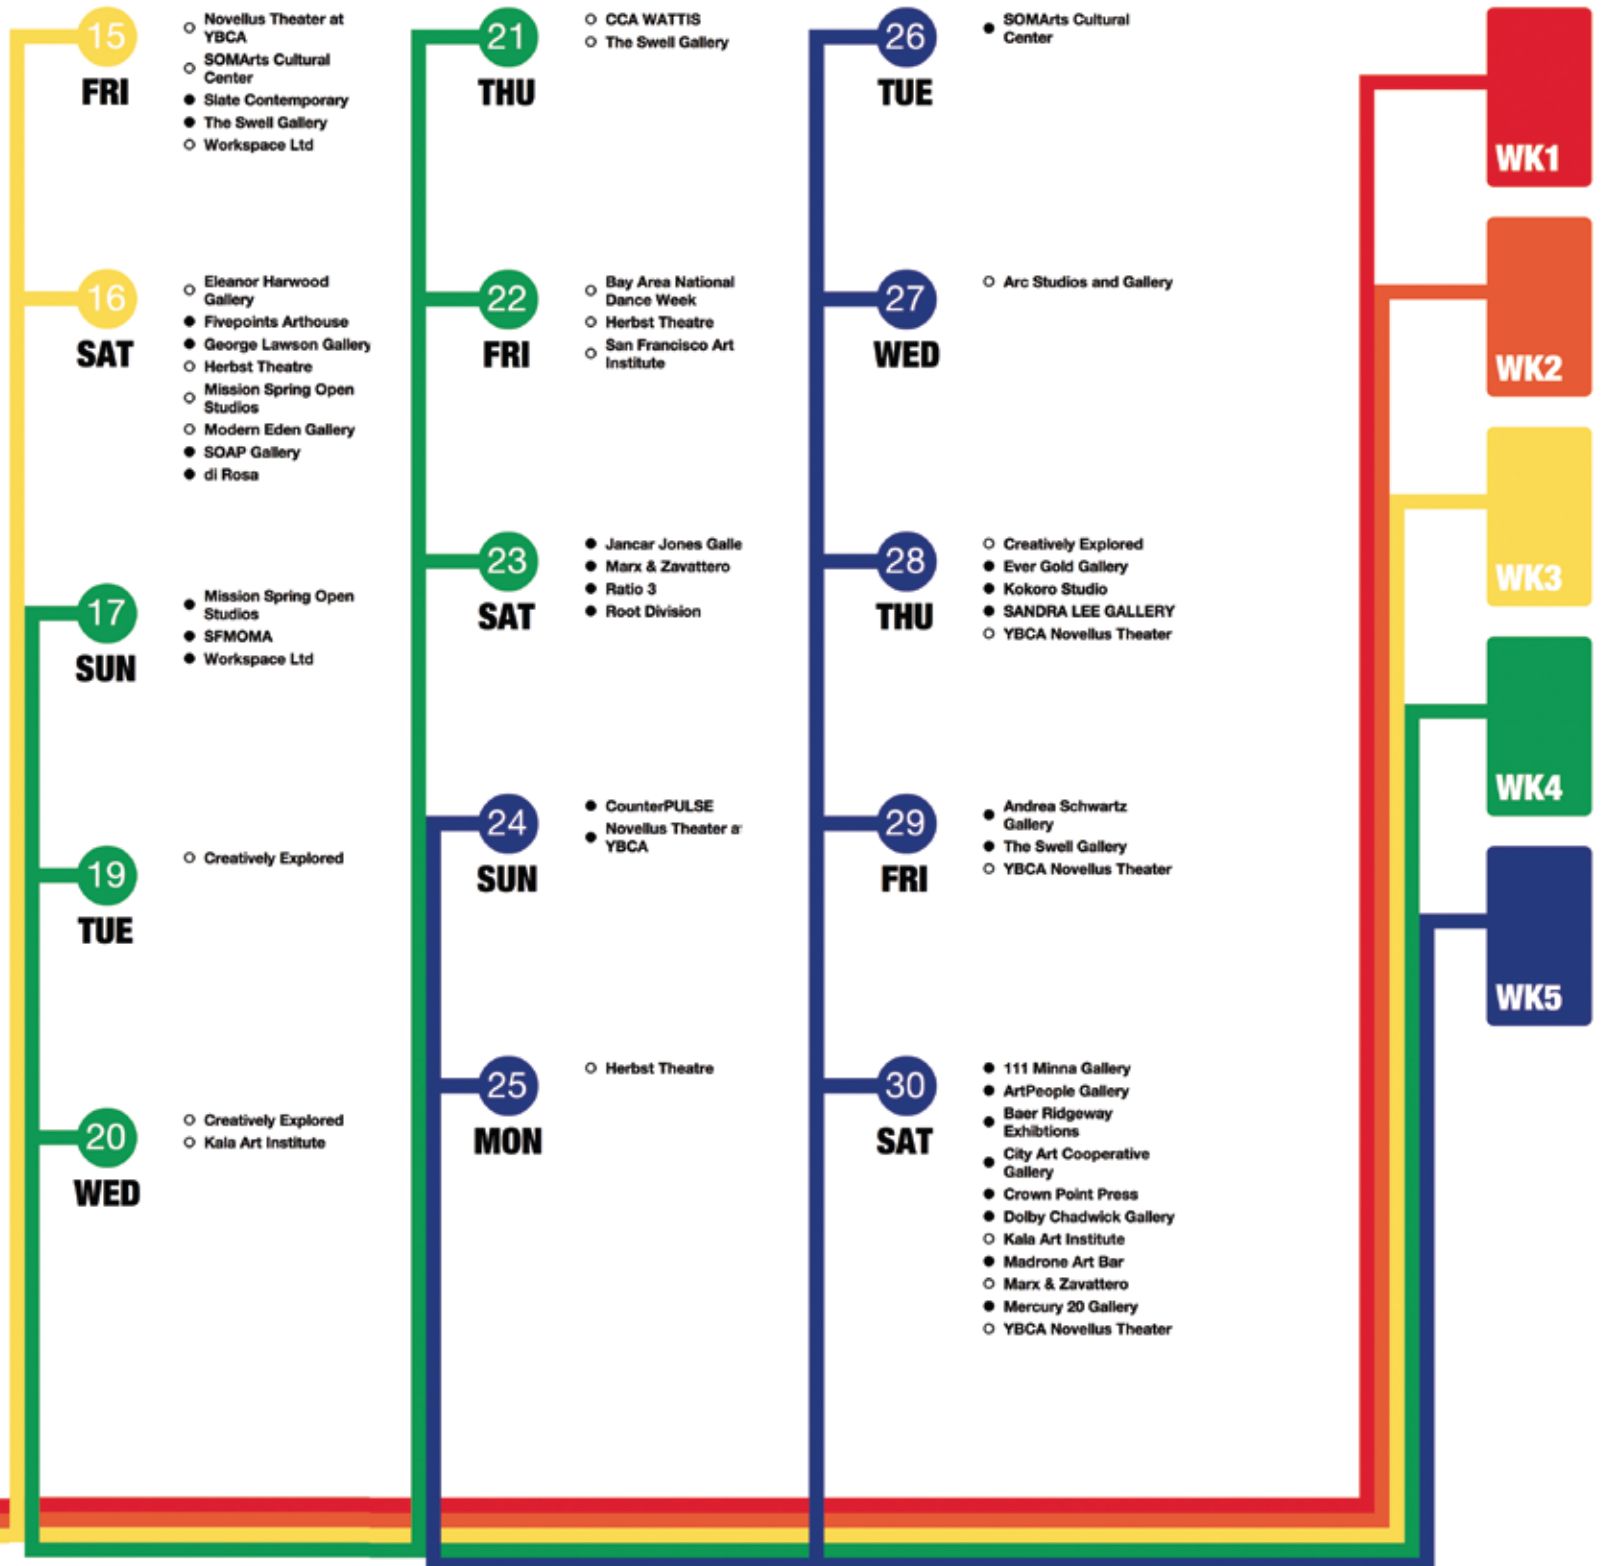 15
FRI
Novellus Theater at
YBCA
SOMArts Cultural
Center
Slate Contemporary
The Swell Gallery
Workspace Ltd
16
SAT
Eleanor Harwood
Gallery
Fivepoints Arthouse
George Lawson Gallery
Herbst Theatre
Mission Spring Open
Studios
Modern Eden Gallery
SOAP Gallery
di Rosa
17
SUN
Mission Spring Open
Studios
SFMOMA
Workspace Ltd
19
TUE
Creatively Explored
20
WED
Creatively Explored
Kala Art Institute
21
THU
CCA WATTIS
The Swell Gallery
22
FRI
Bay Area National
Dance Week
Herbst Theatre
San Francisco Art
Institute
23
SAT
Jancar Jones Galle
Marx & Zavattero
Ratio 3
Root Division
24
SUN
CounterPULSE
Novellus Theater a
YBCA
25
MON
Herbst Theatre
26
TUE
SOMArts Cultural
Center
27
WED
Arc Studios and Gallery
28
THU
Creatively Explored
Ever Gold Gallery
Kokoro Studio
SANDRA LEE GALLERY
YBCA Novellus Theater
29
FRI
Andrea Schwartz
Gallery
The Swell Gallery
YBCA Novellus Theater
30
SAT
111 Minna Gallery
ArtPeople Gallery
Baer Ridgeway
Exhibtions
City Art Cooperative
Gallery
Crown Point Press
Dolby Chadwick Gallery
Kala Art Institute
Madrone Art Bar
Marx & Zavattero
Mercury 20 Gallery
YBCA Novellus Theater
WK1
WK2
WK3
WK4
WK5